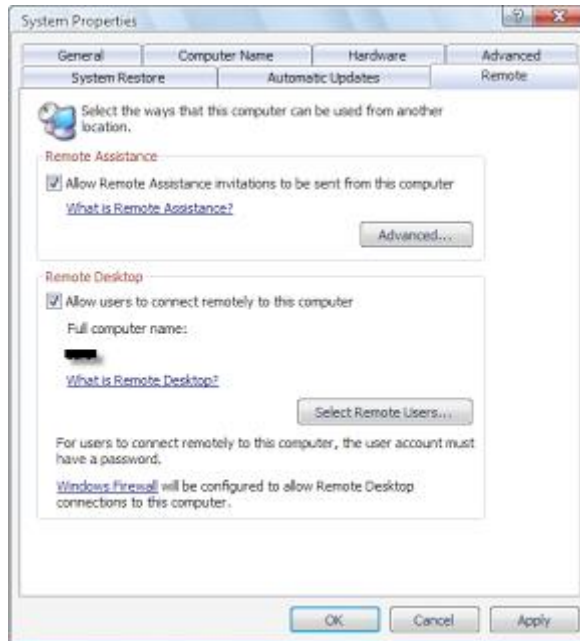 System Properties
General
Computer Name
Hardware
Advanced
System Restore
Automatic Updates
Remote
Select the ways that this computer can be used from another
location.
Remote Assistance
Allow Remote Assistance invitations to be sent from this computer
What is Remote Assistance?
Advanced...
Remote Desktop
Allow users to connect remotely to this computer
Full computer name:
What is Remote Desktop?
Select Remote Users...
For users to connect remotely to this computer, the user account must
have a password.
Windows Firewall will be configured to allow Remote Desktop
connections to this computer.
OK
Cancel
Apply